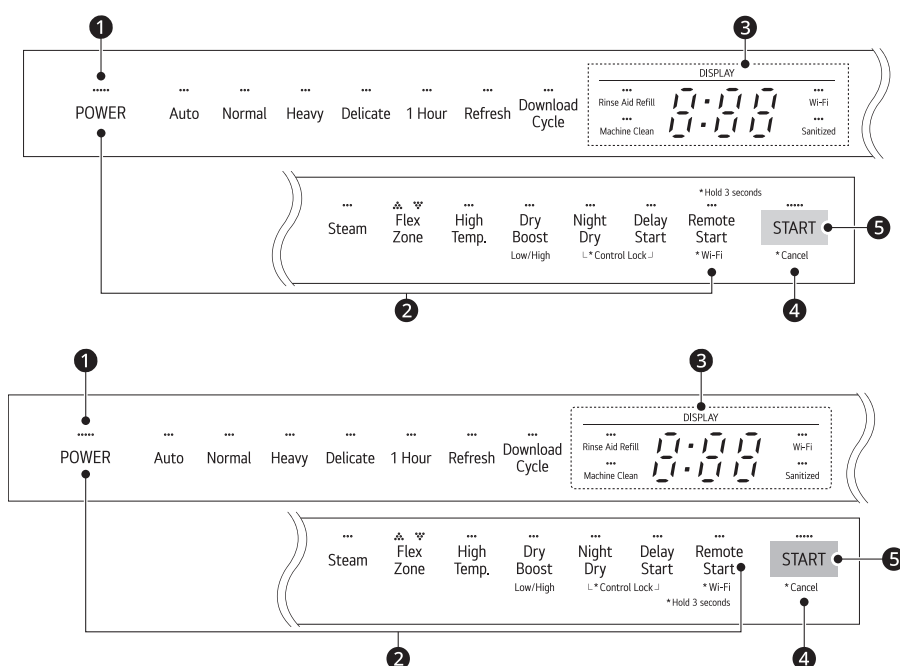 1
3
DISPLAY
POWER Auto Normal Heavy Delicate 1 Hour Refresh Download Cycle
Rinse Aid Refill 8:88 Wi-Fi
Machine Clean Sanitized
*Hold 3 seconds
Steam Flex Zone High Temp. Dry Boost Night Dry Delay Start Remote Start START 5
Low/High *Control Lock *Wi-Fi *Cancel
2 4
1
3
DISPLAY
POWER Auto Normal Heavy Delicate 1 Hour Refresh Download Cycle
Rinse Aid Refill 8:88 Wi-Fi
Machine Clean Sanitized
Steam Flex Zone High Temp. Dry Boost Night Dry Delay Start Remote Start START 5
Low/High *Control Lock *Wi-Fi *Cancel
*Hold 3 seconds
2 4